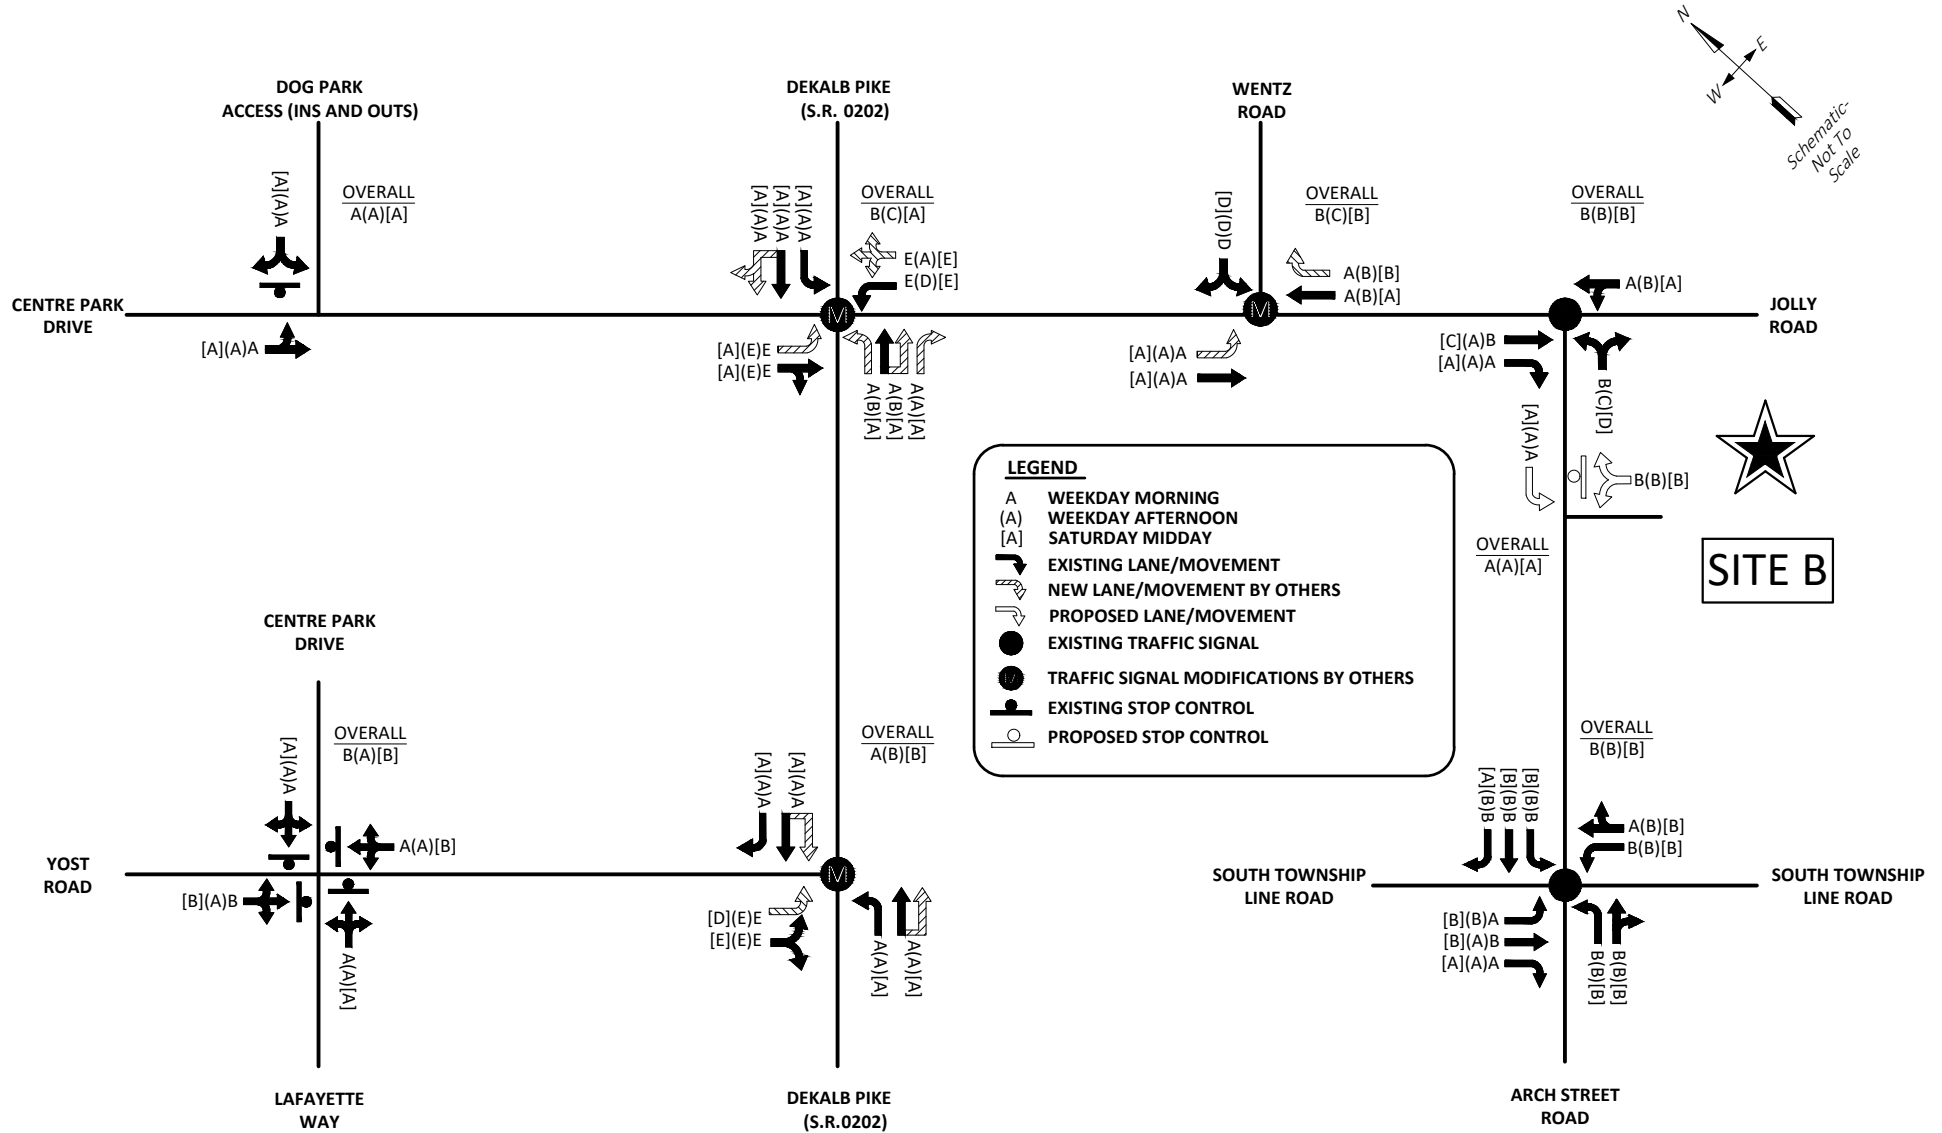 N
E
W
Schematic-
Not To
Scale
DOG PARK
ACCESS (INS AND OUTS)
DEKALB PIKE
(S.R. 0202)
WENTZ
ROAD
[A](A)A
OVERALL
A(A)[A]
[A](A)A
[A](A)A
[A](A)A
OVERALL
B(C)[A]
E(A)[E]
E(D)[E]
[D](D)D
OVERALL
B(C)[B]
A(B)[B]
A(B)[A]
OVERALL
B(B)[B]
A(B)[A]
CENTRE PARK
DRIVE
JOLLY
ROAD
[A](A)A
M
M
[A](E)E
[A](E)E
A(B)[A]
A(B)[A]
A(A)[A]
[A](A)A
[A](A)A
[C](A)B
[A](A)A
B(C)[D]
[A](A)A
B(B)[B]
OVERALL
A(A)[A]
SITE B
LEGEND
A WEEKDAY MORNING
(A) WEEKDAY AFTERNOON
[A] SATURDAY MIDDAY
EXISTING LANE/MOVEMENT
NEW LANE/MOVEMENT BY OTHERS
PROPOSED LANE/MOVEMENT
EXISTING TRAFFIC SIGNAL
M TRAFFIC SIGNAL MODIFICATIONS BY OTHERS
EXISTING STOP CONTROL
PROPOSED STOP CONTROL
CENTRE PARK
DRIVE
[A](A)A
OVERALL
B(A)[B]
A(A)[B]
YOST
ROAD
[B](A)B
A(A)[A]
LAFAYETTE
WAY
[A](A)A
[A](A)A
OVERALL
A(B)[B]
M
[D](E)E
[E](E)E
A(A)[A]
A(A)[A]
DEKALB PIKE
(S.R.0202)
OVERALL
B(B)[B]
[A](B)B
[B](B)B
[B](B)B
A(B)[B]
B(B)[B]
SOUTH TOWNSHIP
LINE ROAD
SOUTH TOWNSHIP
LINE ROAD
[B](B)A
[B](A)B
[A](A)A
B(B)[B]
B(B)[B]
ARCH STREET
ROAD